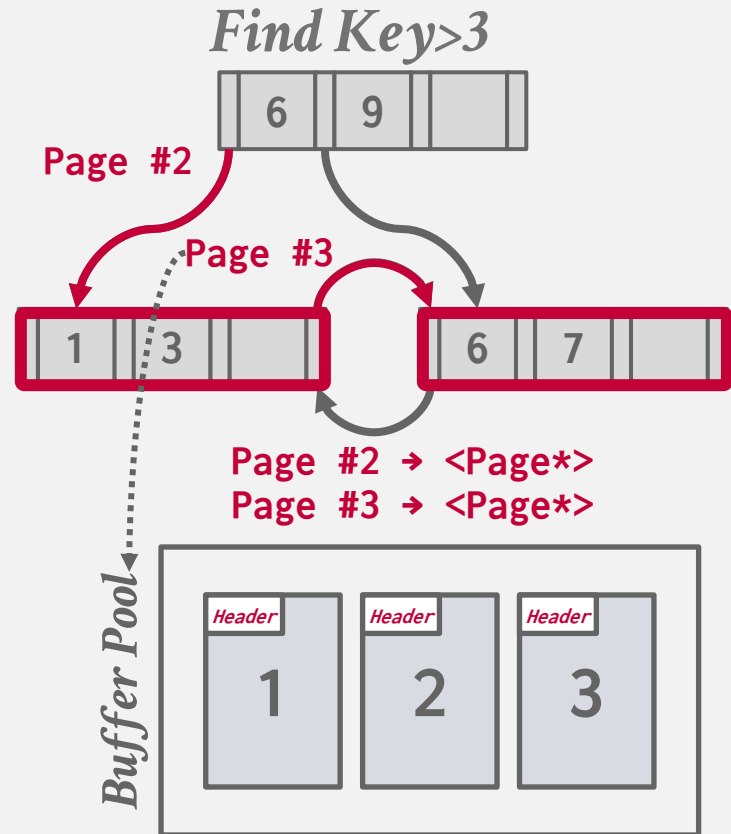 Find Key>3
6 9
Page #2
Page #3
1 3
6 7
Page #2 → <Page*>
Page #3 → <Page*>
Buffer Pool
Header Header Header
1 2 3